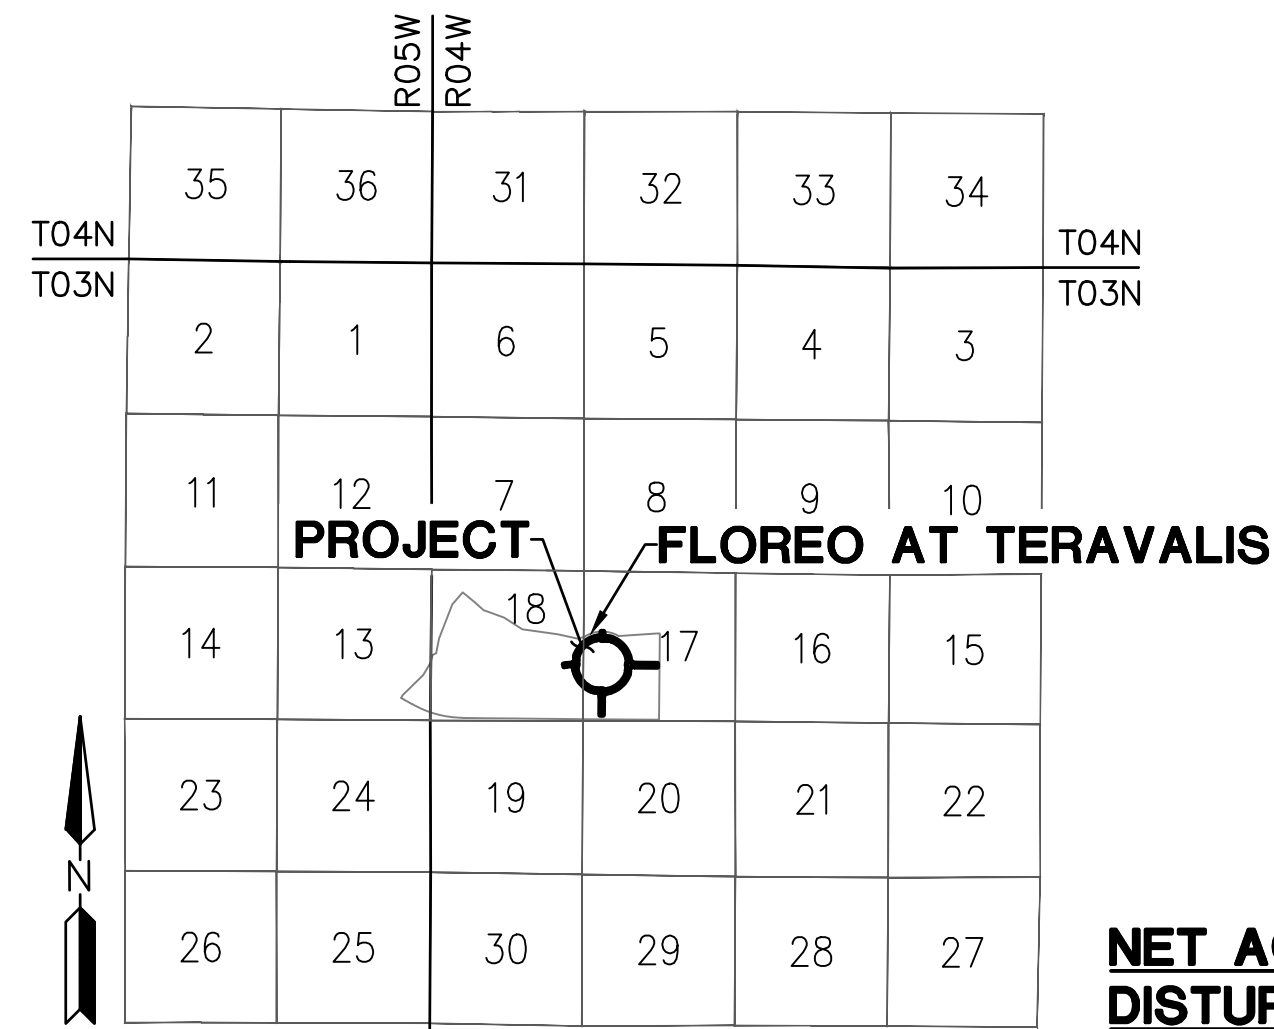 R05W
R04W
35 36 31 32 33 34
T04N
T04N
T03N
T03N
2 1 6 5 4 3
11 12 7 8 9 10
PROJECT
FLOREO AT TERAVALIS
18
14 13 17 16 15
23 24 19 20 21 22
N
26 25 30 29 28 27
NET